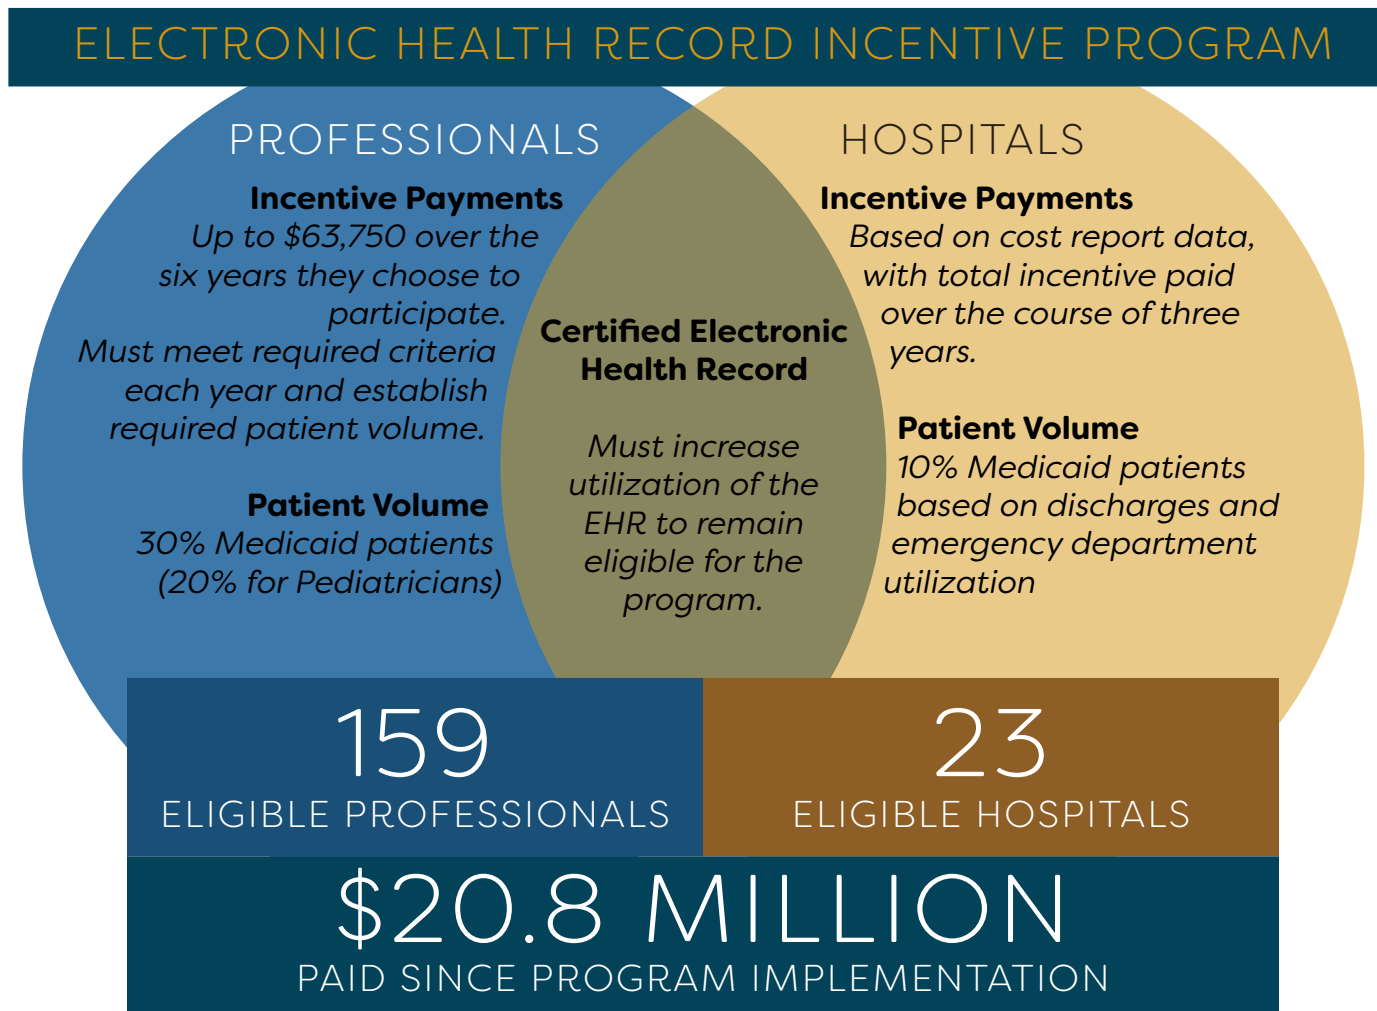 ELECTRONIC HEALTH RECORD INCENTIVE PROGRAM
PROFESSIONALS
Incentive Payments
Up to $63,750 over the
six years they choose to
participate.
Must meet required criteria
each year and establish
required patient volume.
Patient Volume
30% Medicaid patients
(20% for Pediatricians)
Certified Electronic
Health Record
Must increase
utilization of the
EHR to remain
eligible for the
program.
HOSPITALS
Incentive Payments
Based on cost report data,
with total incentive paid
over the course of three
years.
Patient Volume
10% Medicaid patients
based on discharges and
emergency department
utilization
159
ELIGIBLE PROFESSIONALS
23
ELIGIBLE HOSPITALS
$20.8 MILLION
PAID SINCE PROGRAM IMPLEMENTATION